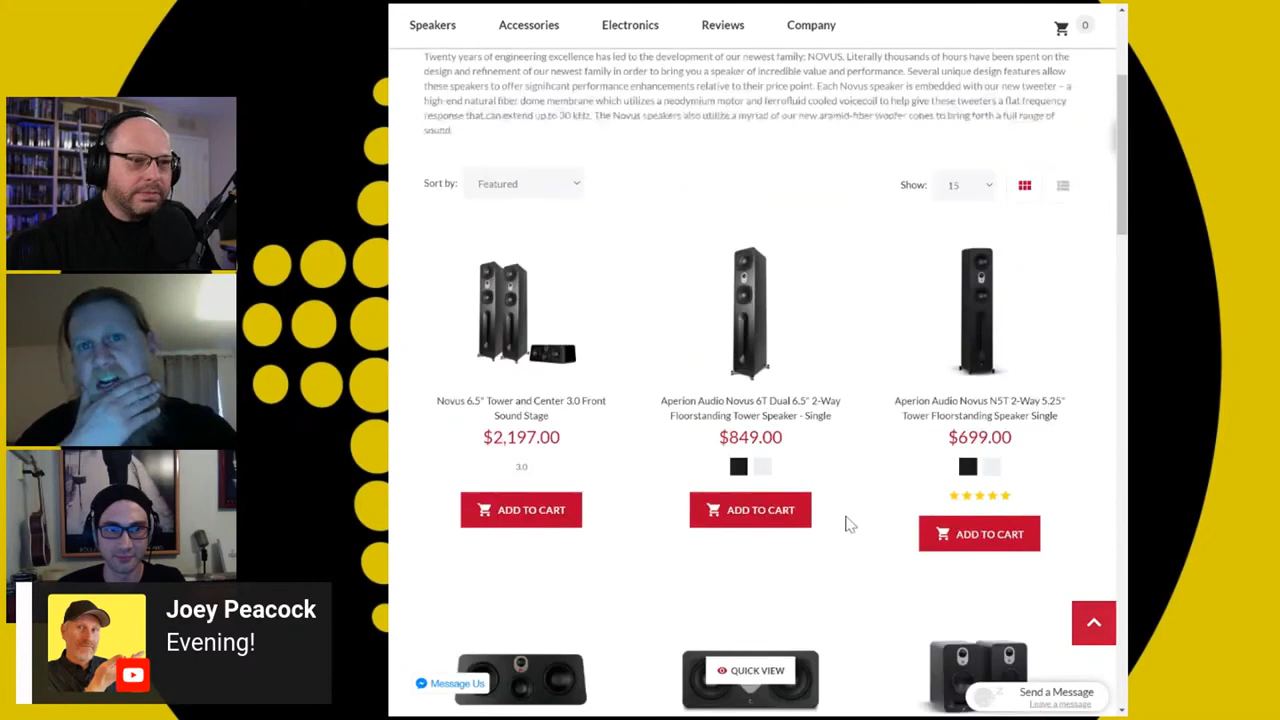 Speakers Accessories Electronics Reviews Company 0
Twenty years of engineering excellence has led to the development of our newest family: NOVUS. Literally thousands of hours have been spent on the
design and refinement of our newest family in order to bring you a speaker of incredible value and performance. Several unique design features allow
these speakers to offer significant performance enhancements relative to their price point. Each Novus speaker is embedded with our new tweeter – a
high-end natural fiber dome membrane which utilizes a neodymium motor and ferrofluid cooled voicecoil to help give these tweeters a flat frequency
response that can extend up to 30 kHz. The Novus speakers also utilize a myriad of our new aramid-fiber woofer cones to bring forth a full range of
sound.
Sort by: Featured Show: 15
Novus 6.5" Tower and Center 3.0 Front
Sound Stage
$2,197.00
3.0
ADD TO CART
Aperion Audio Novus 6T Dual 6.5" 2-Way
Floorstanding Tower Speaker - Single
$849.00
ADD TO CART
Aperion Audio Novus N5T 2-Way 5.25"
Tower Floorstanding Speaker Single
$699.00
ADD TO CART
QUICK VIEW
Message Us
Send a Message
Leave a message
Joey Peacock
Evening!